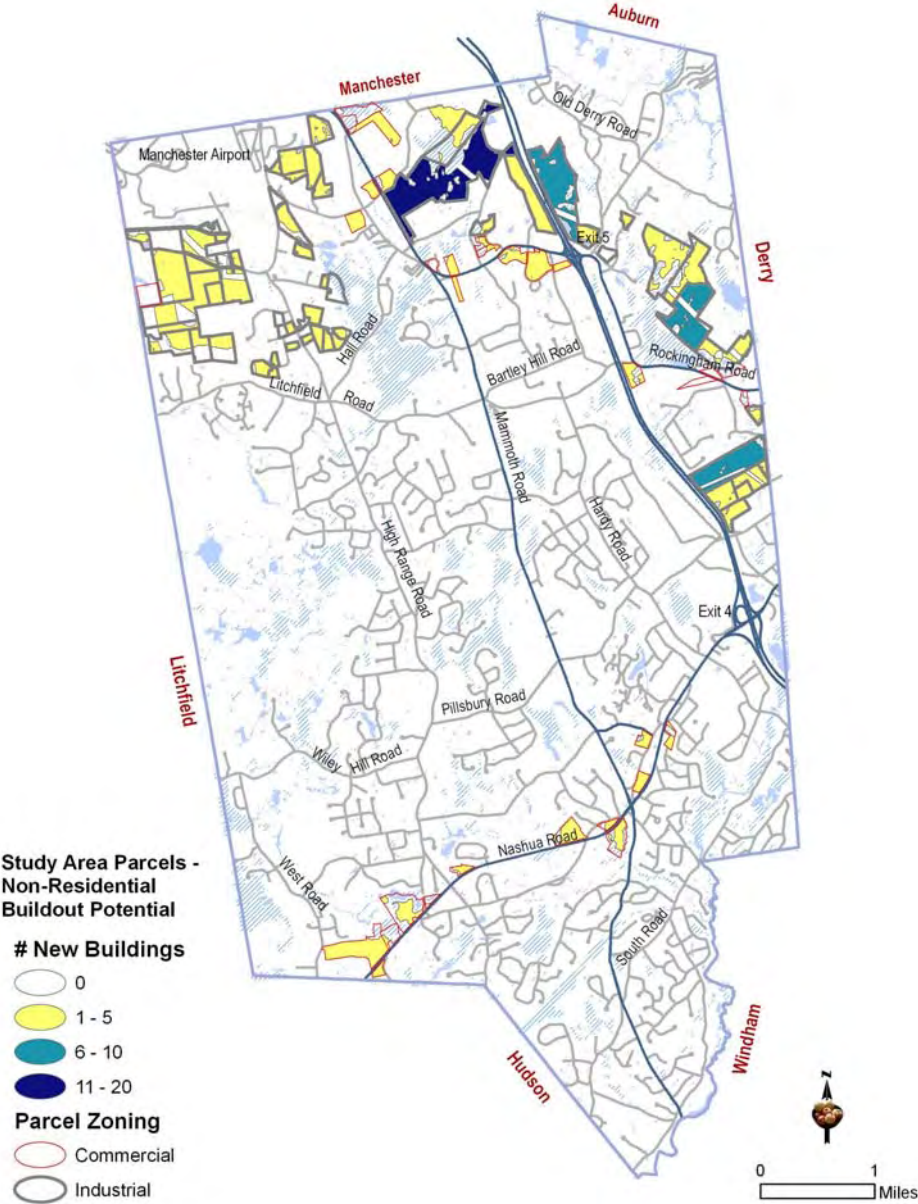 Auburn
Manchester
Old Derry Road
Manchester Airport
Exit 5
Derry
Hall Road
Rockingham Road
Bartley Hill Road
Litchfield
Road
Mammoth Road
High Range Road
Hardy Road
Exit 4
Litchfield
Pillsbury Road
Wiley
Hill Road
Nashua Road
West Road
South Road
Windham
Hudson
Study Area Parcels -
Non-Residential
Buildout Potential
# New Buildings
0
1 - 5
6 - 10
11 - 20
Parcel Zoning
Commercial
Industrial
N
0 1
Miles